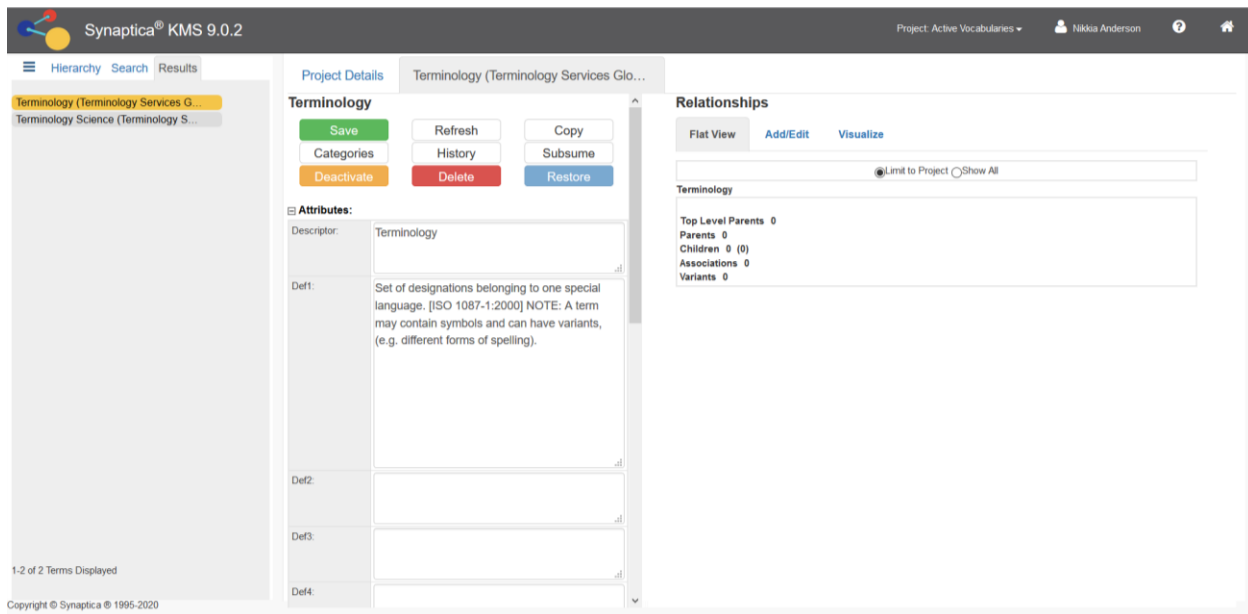 Synaptica® KMS 9.0.2
Project: Active Vocabularies
Nikkia Anderson
?
Hierarchy Search Results
Terminology (Terminology Services G...
Terminology Science (Terminology S...
1-2 of 2 Terms Displayed
Project Details
Terminology (Terminology Services Glo...
Terminology
Save Refresh Copy
Categories History Subsume
Deactivate Delete Restore
Attributes:
Descriptor: Terminology
Def1: Set of designations belonging to one special
language. [ISO 1087-1:2000] NOTE: A term
may contain symbols and can have variants,
(e.g. different forms of spelling).
Def2:
Def3:
Def4:
Relationships
Flat View Add/Edit Visualize
Limit to Project Show All
Terminology
Top Level Parents 0
Parents 0
Children 0 (0)
Associations 0
Variants 0
Copyright © Synaptica ® 1995-2020